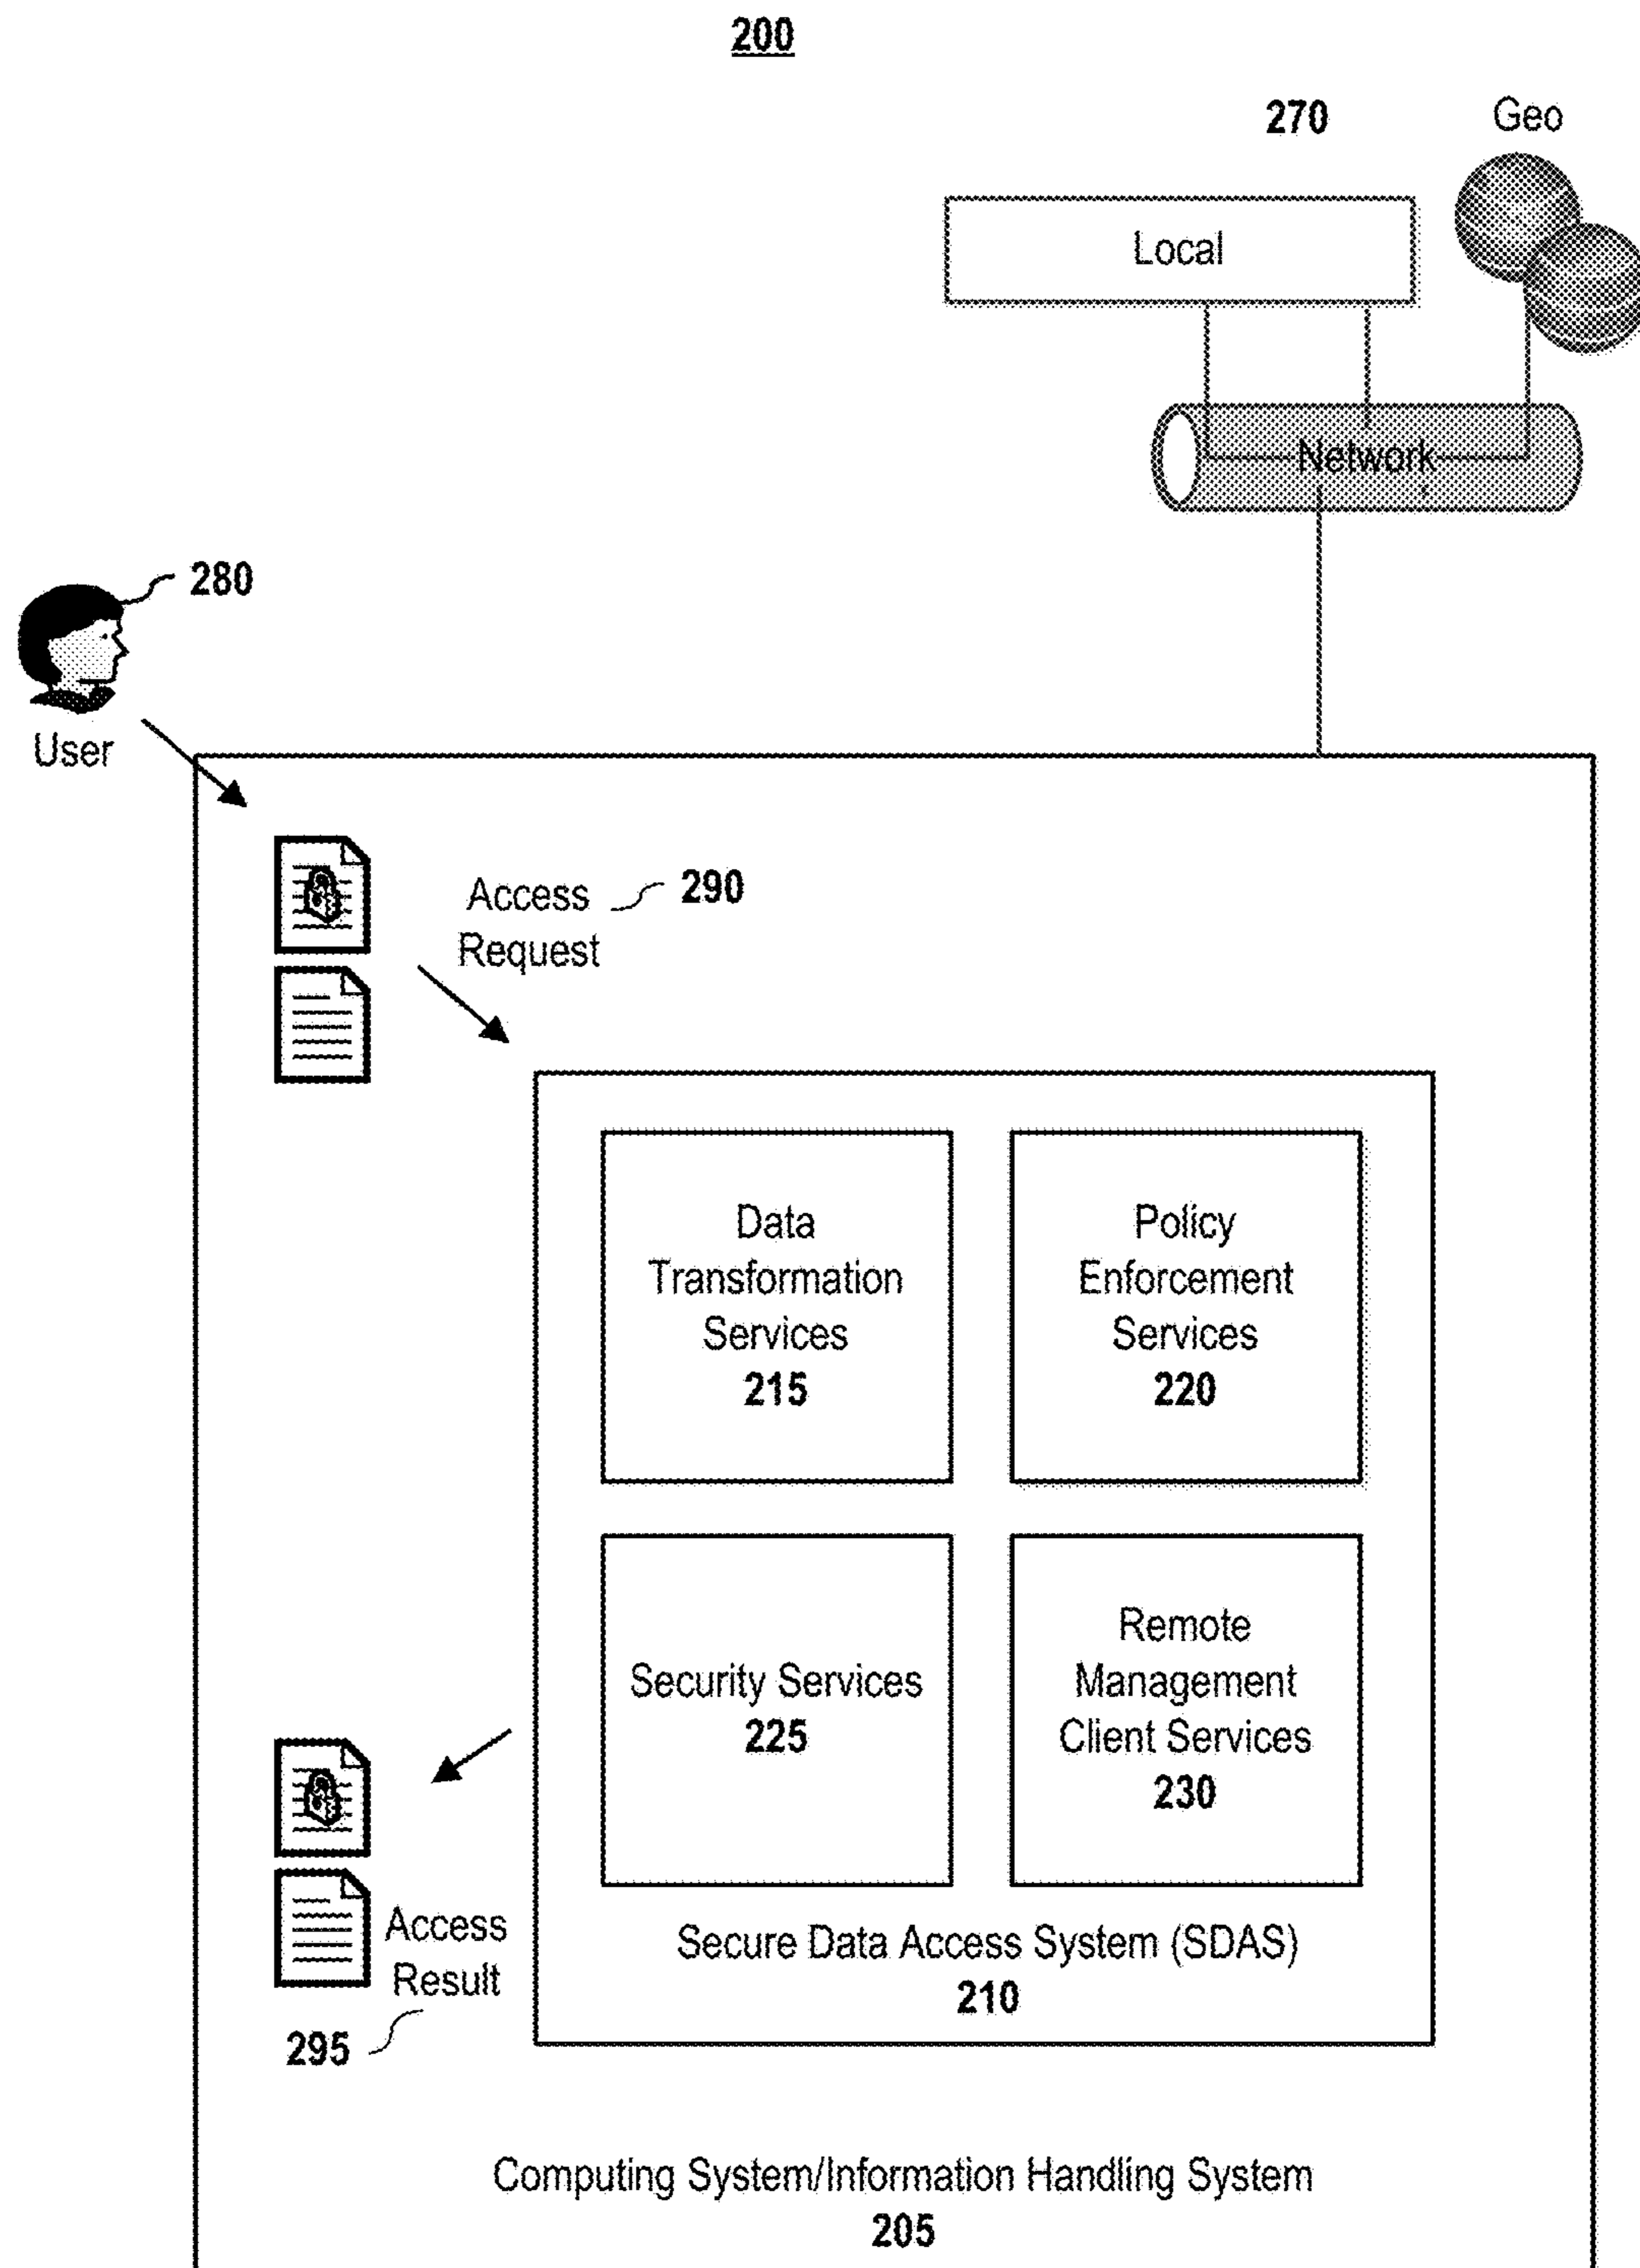 200
270
Geo
Local
Network
280
User
Access
Request
290
Data
Transformation
Services
215
Policy
Enforcement
Services
220
Security Services
225
Remote
Management
Client Services
230
Access
Result
295
Secure Data Access System (SDAS)
210
Computing System/Information Handling System
205